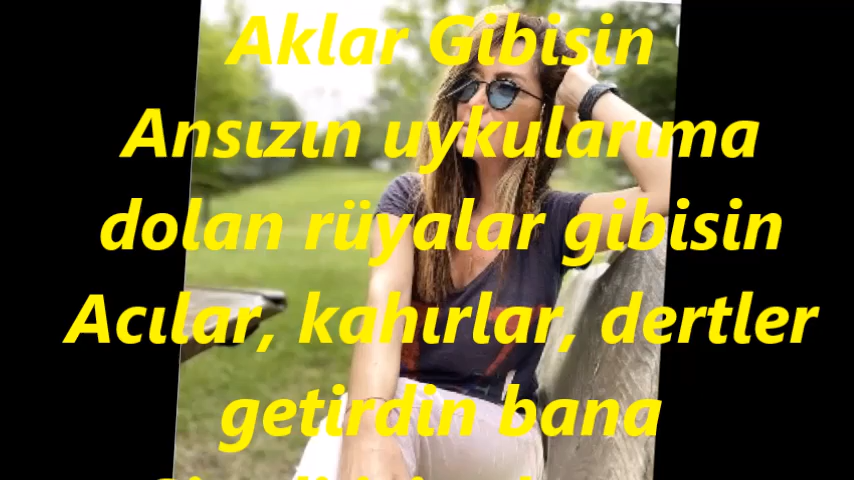 Aklar Gibisin
Ansızın uykularıma
dolan rüyalar gibisin
Acılar, kahırlar, dertler
getirdin bana